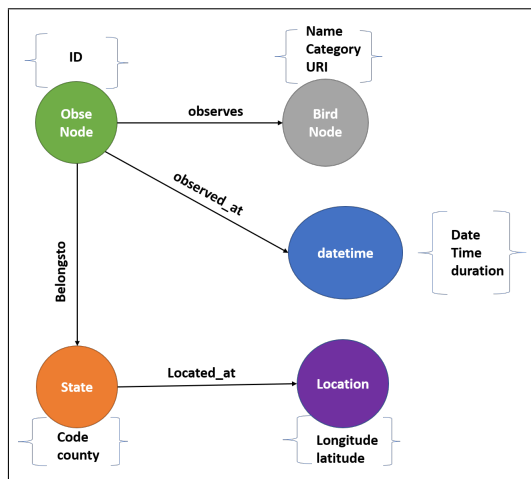 ID
Name
Category
URI
Obse
Node
observes
Bird
Node
observed_at
datetime
Date
Time
duration
Belongsto
State
Located_at
Location
Code
county
Longitude
latitude